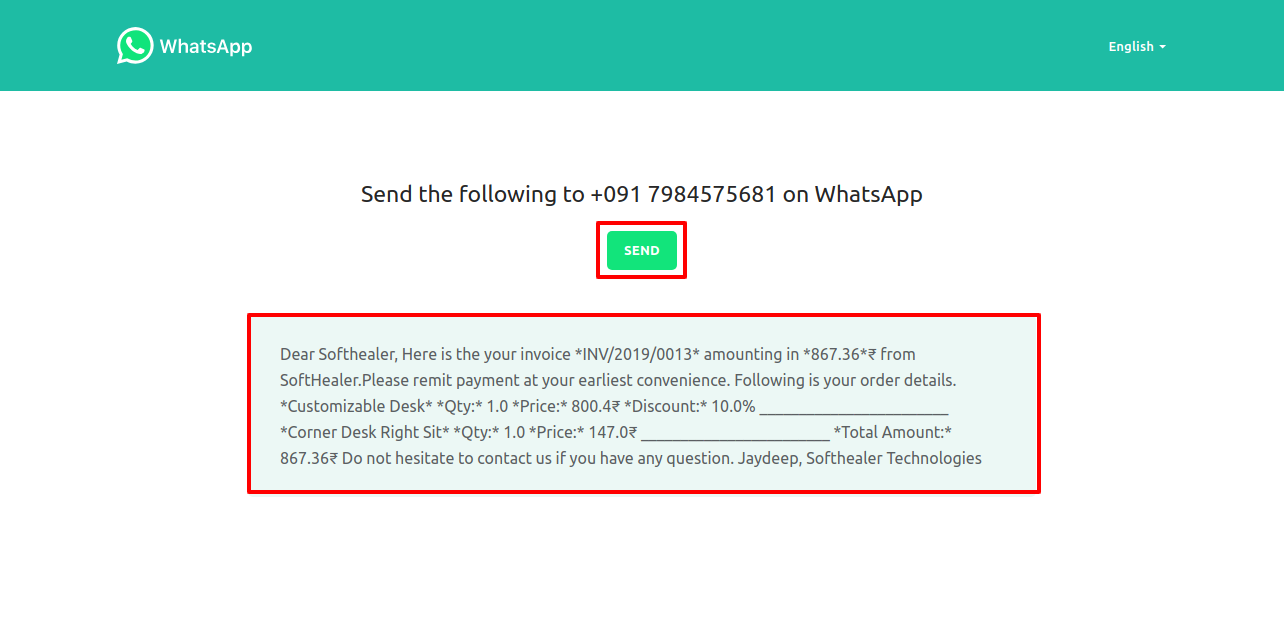 WhatsApp
English
Send the following to +091 7984575681 on WhatsApp
SEND
Dear Softhealer, Here is the your invoice *INV/2019/0013* amounting in *867.36*₹ from
SoftHealer.Please remit payment at your earliest convenience. Following is your order details.
*Customizable Desk* *Qty:* 1.0 *Price:* 800.4₹ *Discount:* 10.0% ________________________
*Corner Desk Right Sit* *Qty:* 1.0 *Price:* 147.0₹ ________________________ *Total Amount:*
867.36₹ Do not hesitate to contact us if you have any question. Jaydeep, Softhealer Technologies